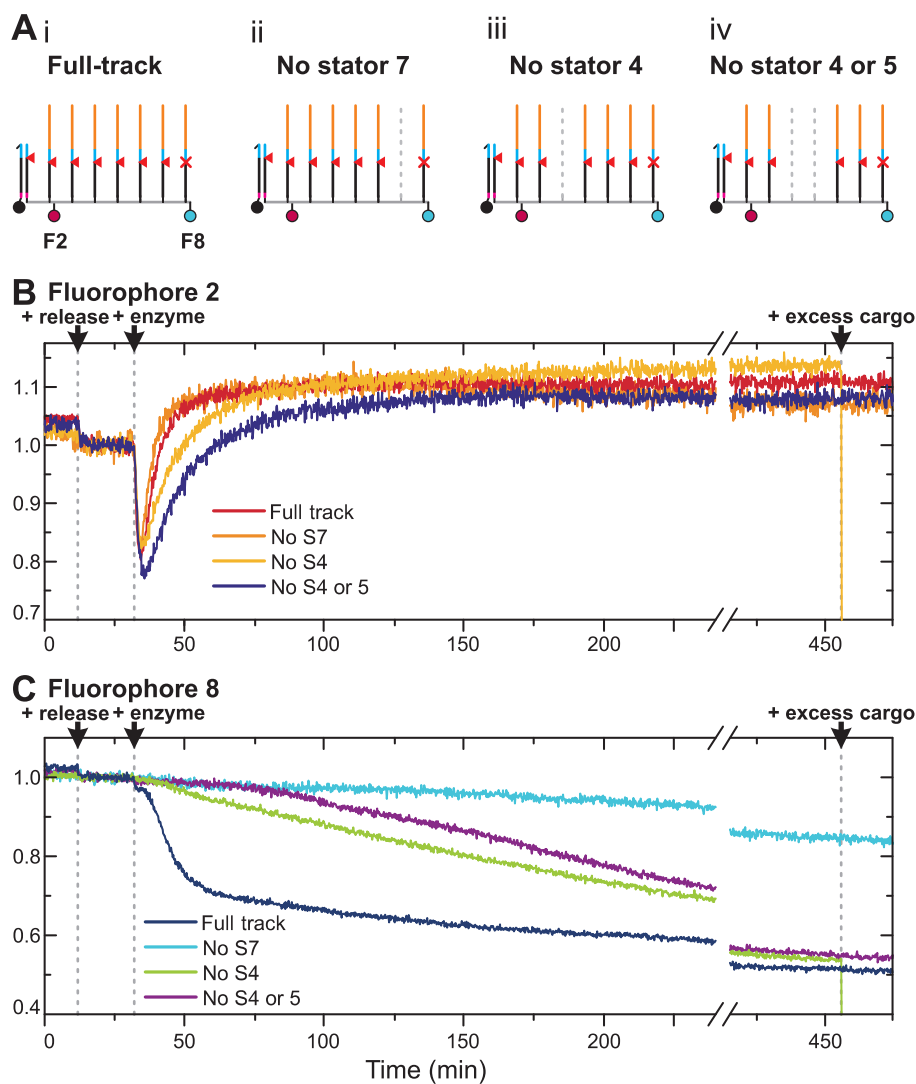 A
i
ii
iii
iv
Full-track
No stator 7
No stator 4
No stator 4 or 5
F2
F8
B Fluorophore 2
+ release + enzyme
+ excess cargo
1.1
1.0
0.9
0.8
0.7
Full track
No S7
No S4
No S4 or 5
0 50 100 150 200 450
C Fluorophore 8
+ release + enzyme
+ excess cargo
1.0
0.8
0.6
0.4
Full track
No S7
No S4
No S4 or 5
0 50 100 150 200 450
Time (min)